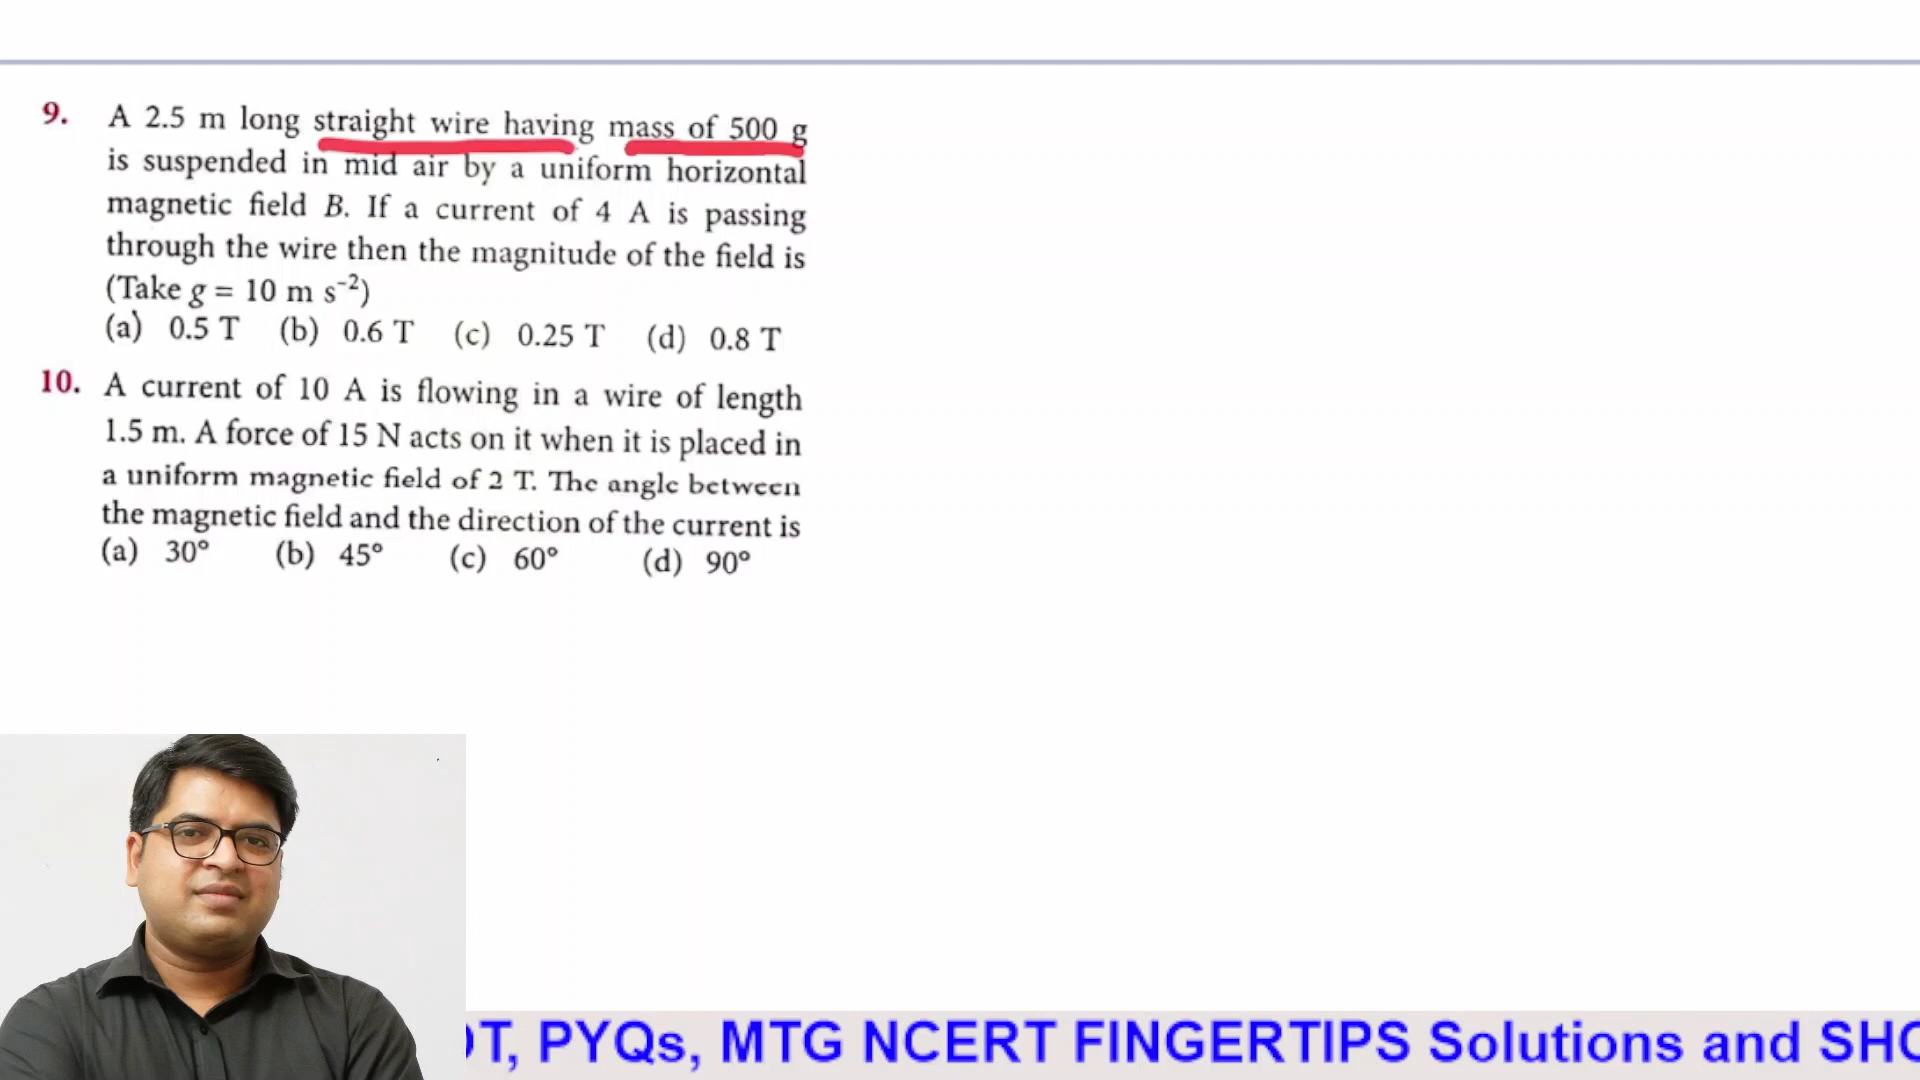 9. A 2.5 m long straight wire having mass of 500 g
is suspended in mid air by a uniform horizontal
magnetic field B. If a current of 4 A is passing
through the wire then the magnitude of the field is
(Take g = 10 m s⁻²)
(a) 0.5 T (b) 0.6 T (c) 0.25 T (d) 0.8 T
10. A current of 10 A is flowing in a wire of length
1.5 m. A force of 15 N acts on it when it is placed in
a uniform magnetic field of 2 T. The angle between
the magnetic field and the direction of the current is
(a) 30° (b) 45° (c) 60° (d) 90°
T, PYQs, MTG NCERT FINGERTIPS Solutions and